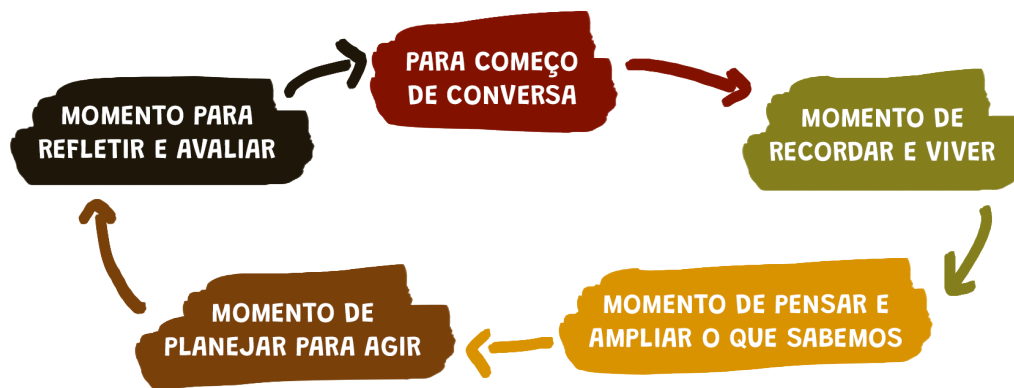 PARA COMEÇO
DE CONVERSA
MOMENTO DE
RECORDAR E VIVER
MOMENTO DE PENSAR E
AMPLIAR O QUE SABEMOS
MOMENTO DE
PLANEJAR PARA AGIR
MOMENTO PARA
REFLETIR E AVALIAR